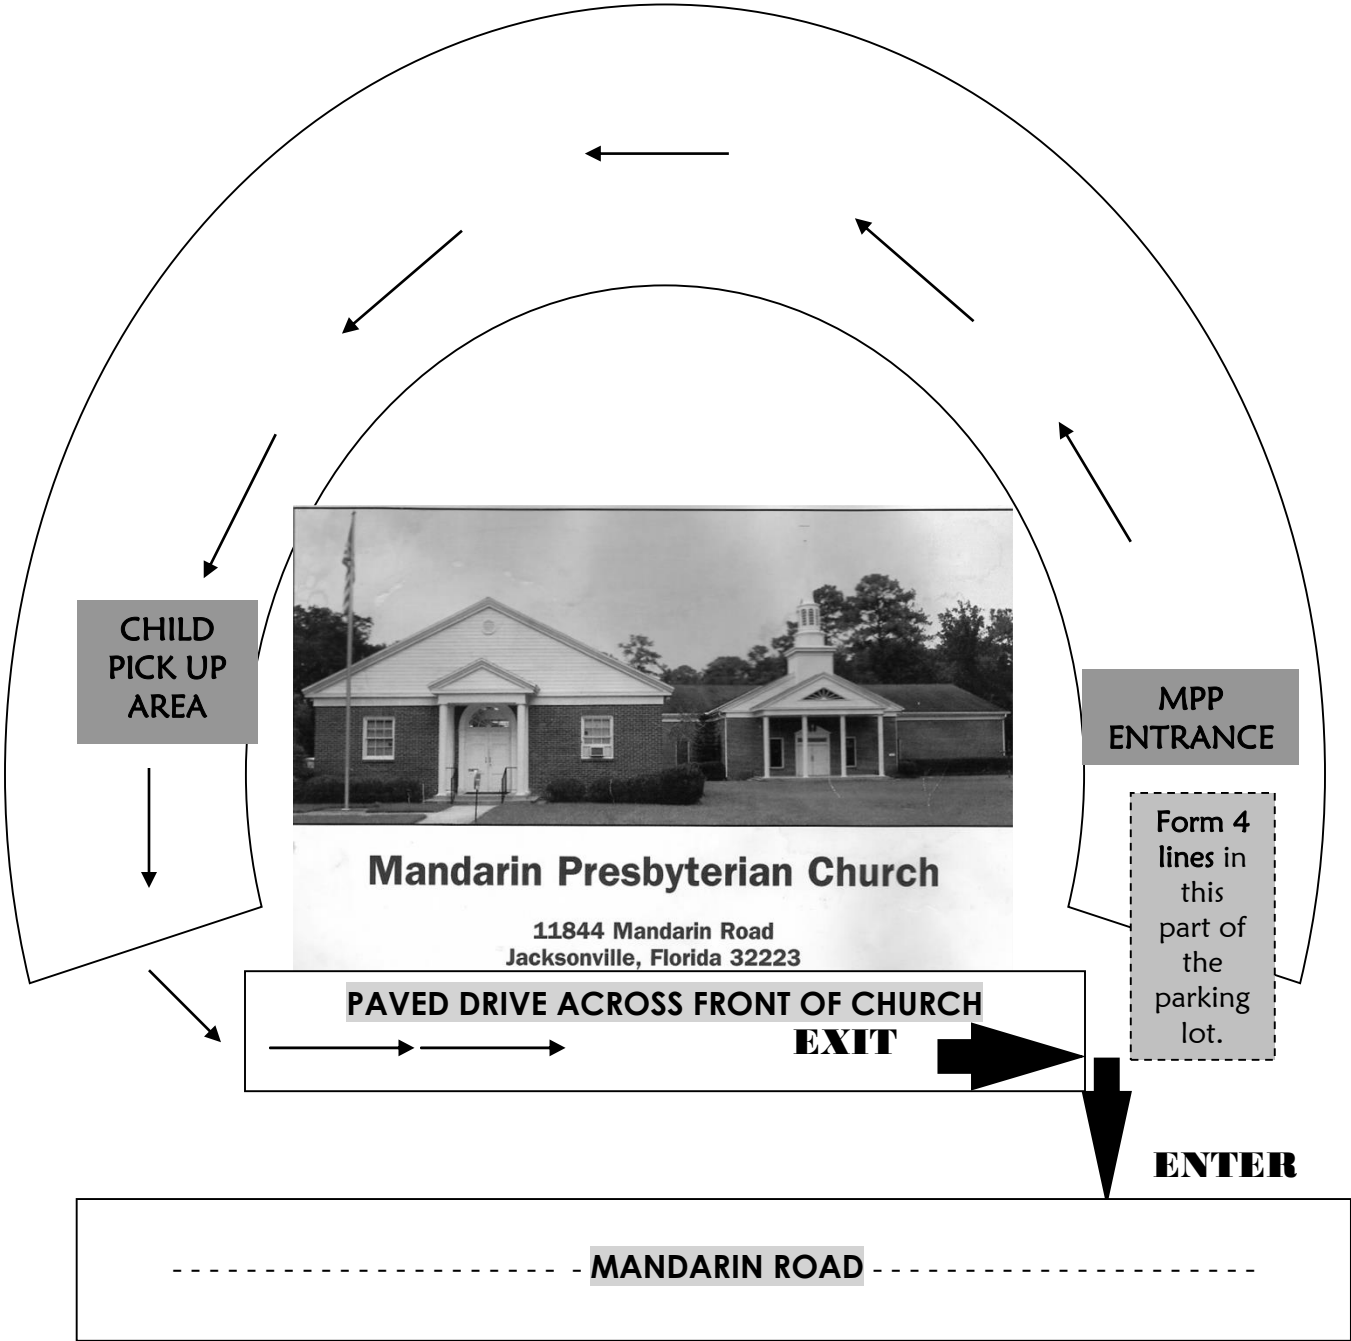 CHILD
PICK UP
AREA
MPP
ENTRANCE
Form 4
lines in
this
part of
the
parking
lot.
Mandarin Presbyterian Church
11844 Mandarin Road
Jacksonville, Florida 32223
PAVED DRIVE ACROSS FRONT OF CHURCH
EXIT
ENTER
MANDARIN ROAD